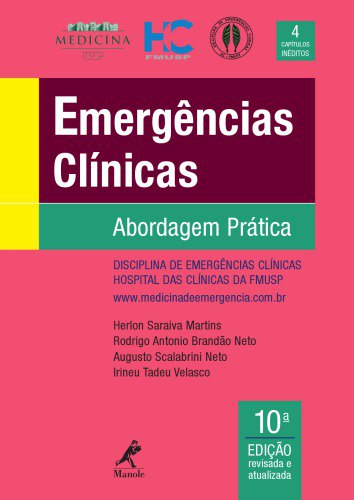 MEDICINA
USP
HC
FMUSP
4
CAPÍTULOS
INÉDITOS
Emergências
Clínicas
Abordagem Prática
DISCIPLINA DE EMERGÊNCIAS CLÍNICAS
HOSPITAL DAS CLÍNICAS DA FMUSP
www.medicinadeemergencia.com.br
Herlon Saraiva Martins
Rodrigo Antonio Brandão Neto
Augusto Scalabrini Neto
Irineu Tadeu Velasco
10ª
EDIÇÃO
revisada e
atualizada
Manole